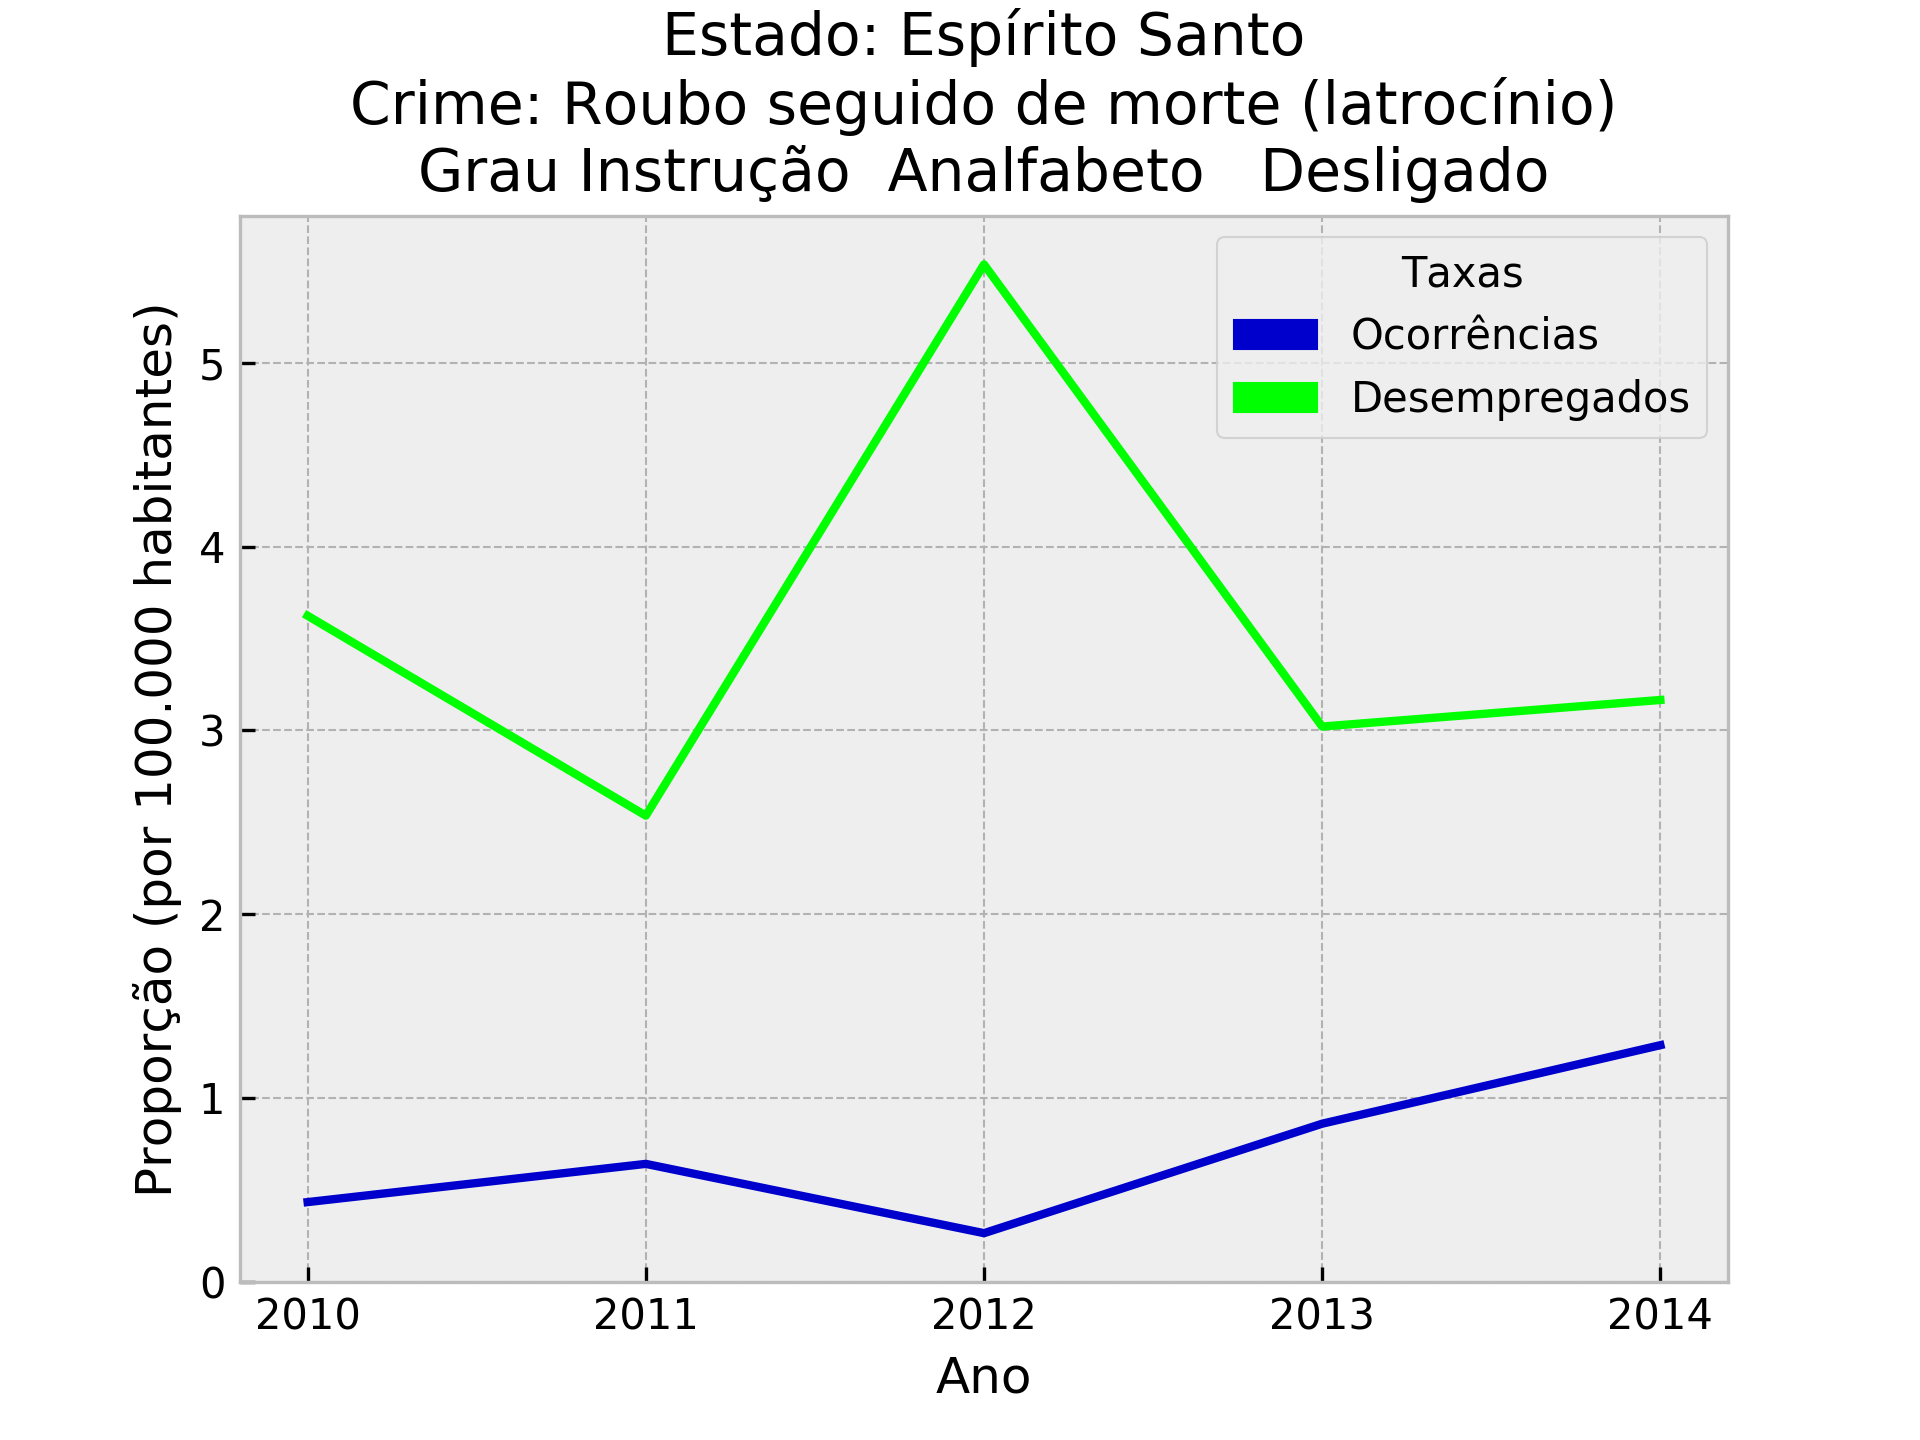 Estado: Espírito Santo
Crime: Roubo seguido de morte (latrocínio)
Grau Instrução  Analfabeto   Desligado
Taxas
Ocorrências
Desempregados
Proporção (por 100.000 habitantes)
5
4
3
2
1
0
2010 2011 2012 2013 2014
Ano